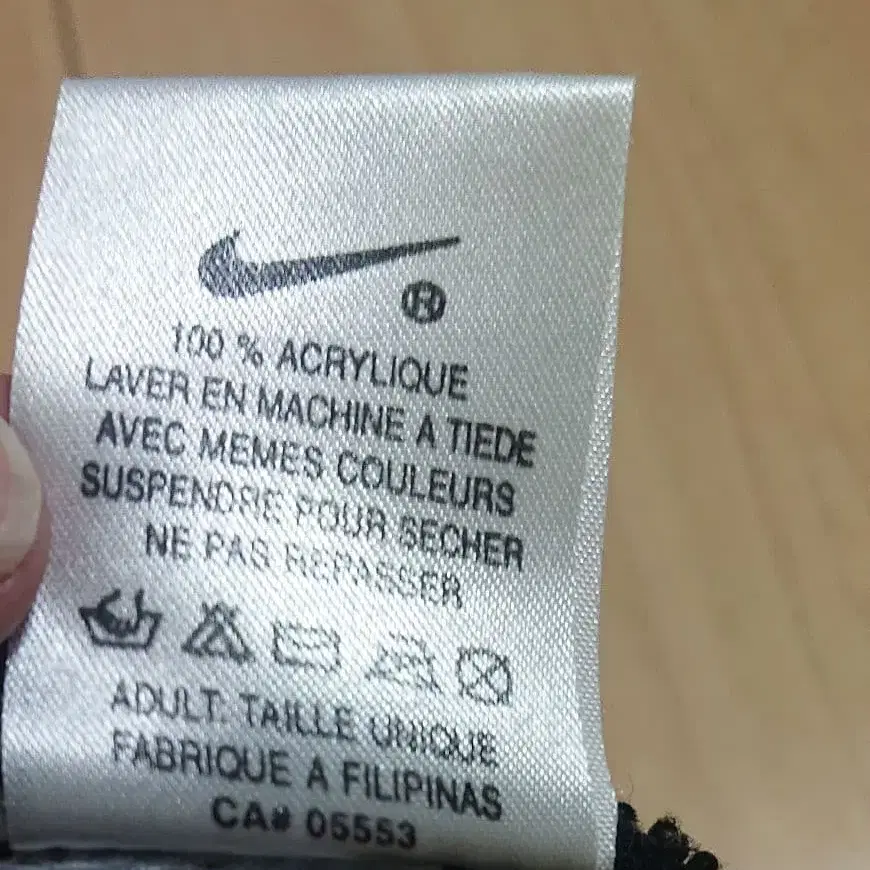 ®
100 % ACRYLIQUE
LAVER EN MACHINE A TIEDE
AVEC MEMES COULEURS
SUSPENDRE POUR SECHER
NE PAS REPASSER
ADULT: TAILLE UNIQUE
FABRIQUE A FILIPINAS
CA# 05553